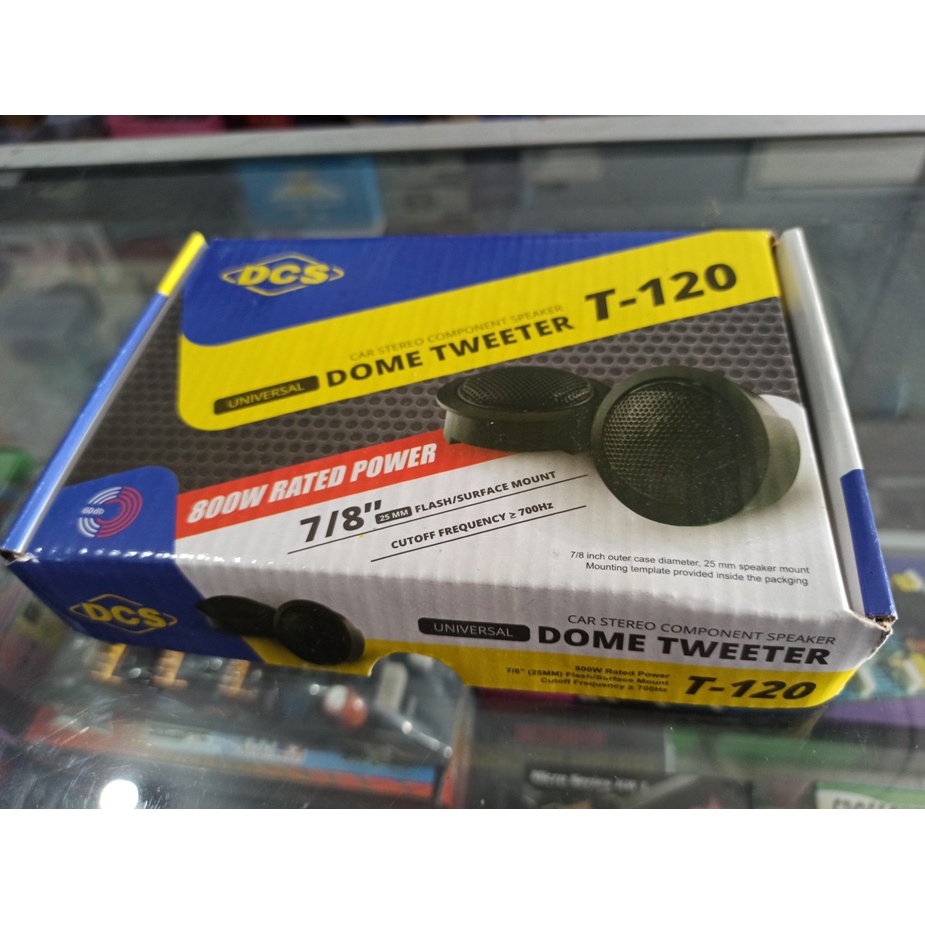 DCS
CAR STEREO COMPONENT SPEAKER
UNIVERSAL DOME TWEETER T-120
800W RATED POWER
60db
7/8" 25 MM FLASH/SURFACE MOUNT
CUTOFF FREQUENCY ≥ 700Hz
7/8 inch outer case diameter, 25 mm speaker mount
Mounting template provided inside the packging
DCS
CAR STEREO COMPONENT SPEAKER
UNIVERSAL DOME TWEETER
800W Rated Power
7/8" (25MM) Flash/Surface Mount
Cutoff Frequency ≥ 700Hz
T-120